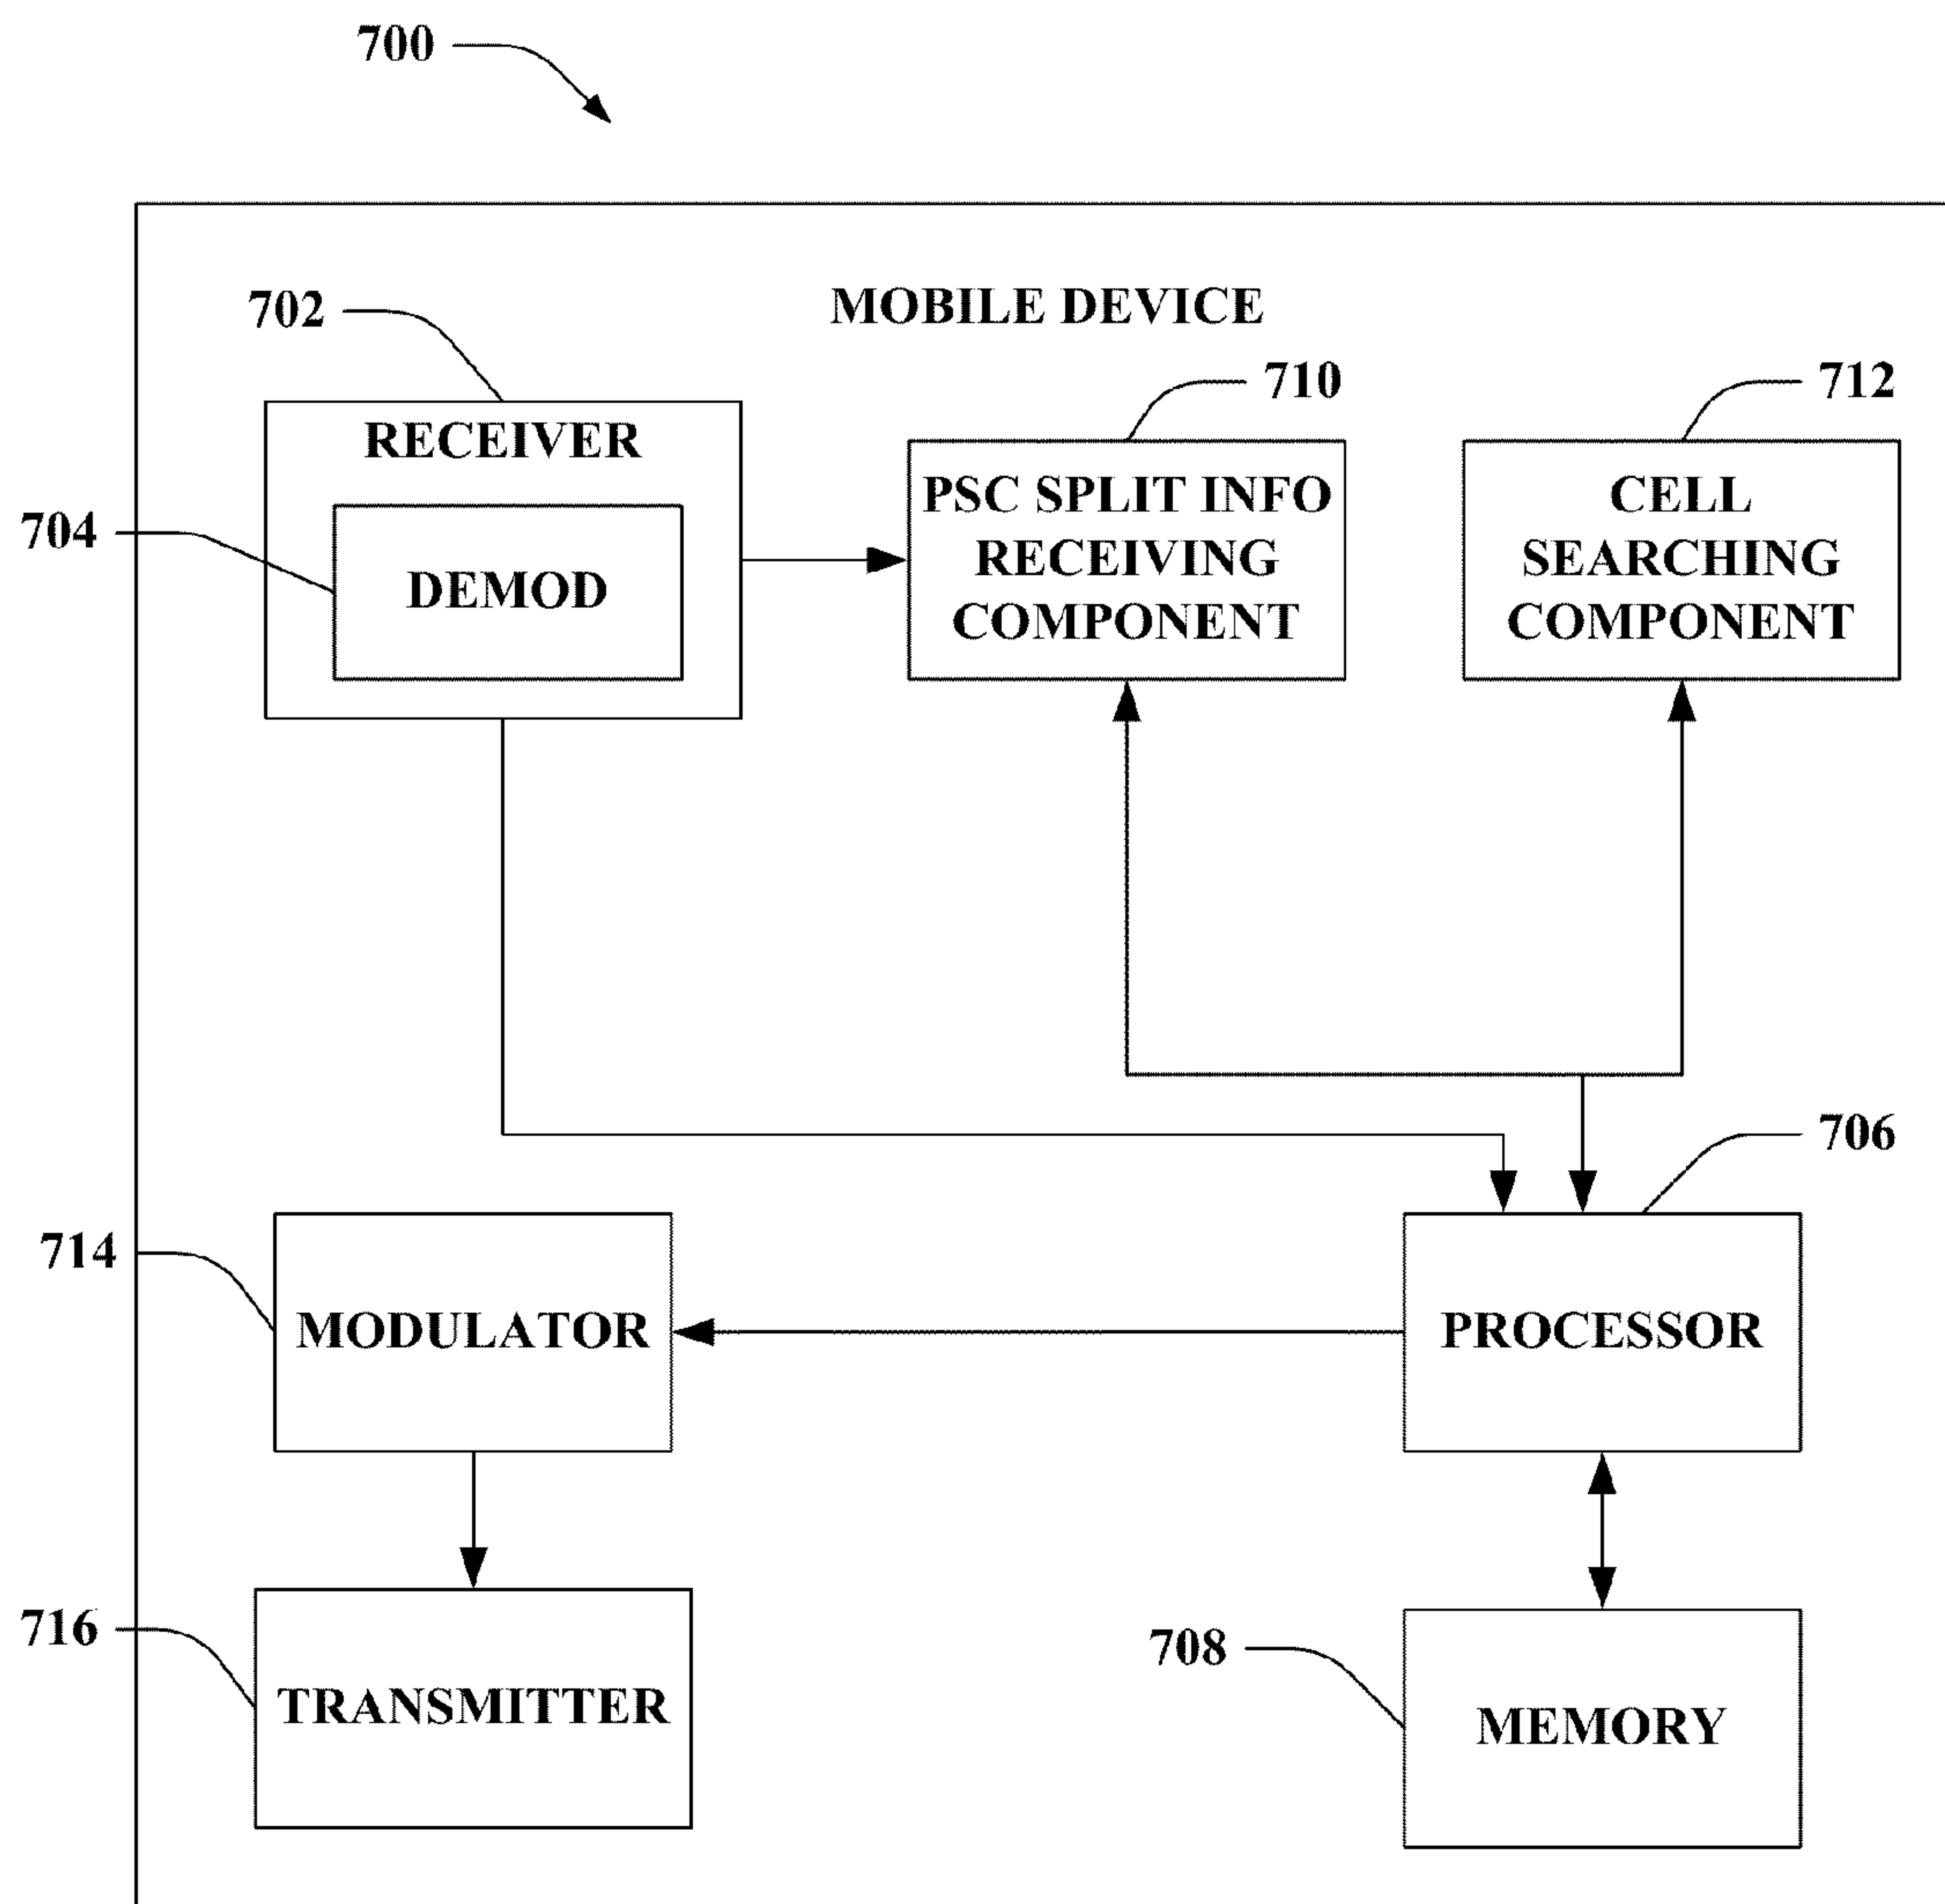 700
MOBILE DEVICE
702
710
712
RECEIVER
704
DEMOD
PSC SPLIT INFO
RECEIVING
COMPONENT
CELL
SEARCHING
COMPONENT
706
714
MODULATOR
PROCESSOR
716
TRANSMITTER
708
MEMORY